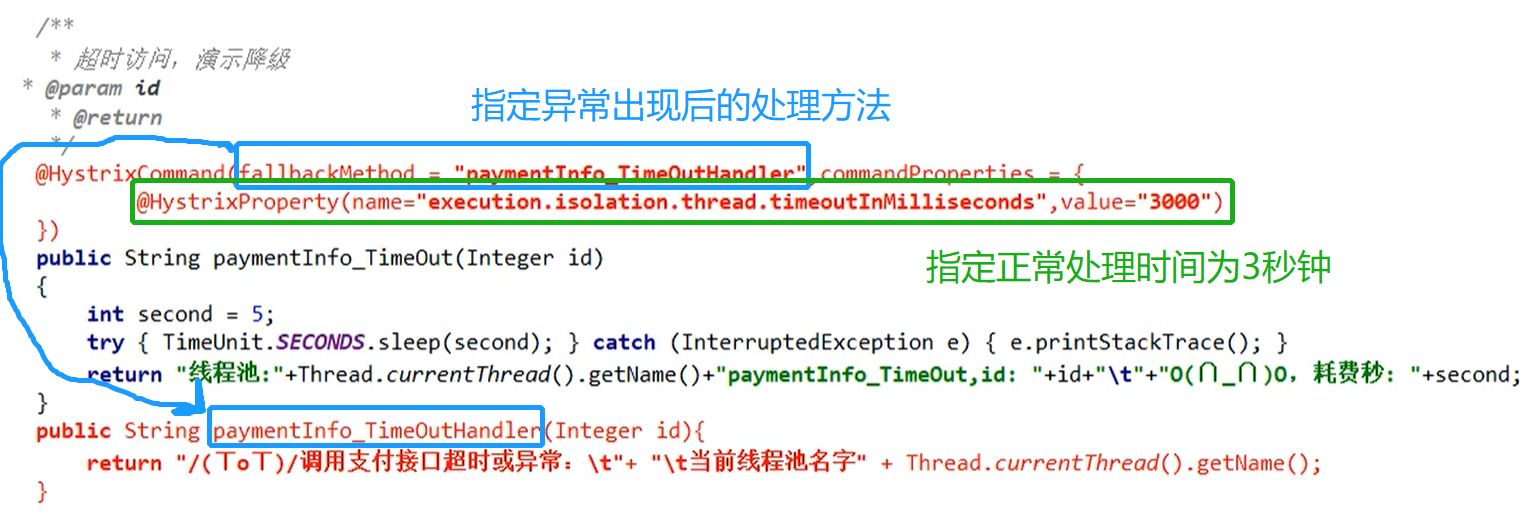 /**
* 超时访问，演示降级
* @param id
* @return
*/
指定异常出现后的处理方法
@HystrixCommand(fallbackMethod = "paymentInfo_TimeOutHandler",commandProperties = {
@HystrixProperty(name="execution.isolation.thread.timeoutInMilliseconds",value="3000")
})
public String paymentInfo_TimeOut(Integer id)
指定正常处理时间为3秒钟
{
int second = 5;
try { TimeUnit.SECONDS.sleep(second); } catch (InterruptedException e) { e.printStackTrace(); }
return "线程池:"+Thread.currentThread().getName()+"paymentInfo_TimeOut,id: "+id+"\t"+"O(∩_∩)O，耗费秒: "+second;
}
public String paymentInfo_TimeOutHandler(Integer id){
return "/(ㄒoㄒ)/调用支付接口超时或异常：\t"+ "\t当前线程池名字" + Thread.currentThread().getName();
}